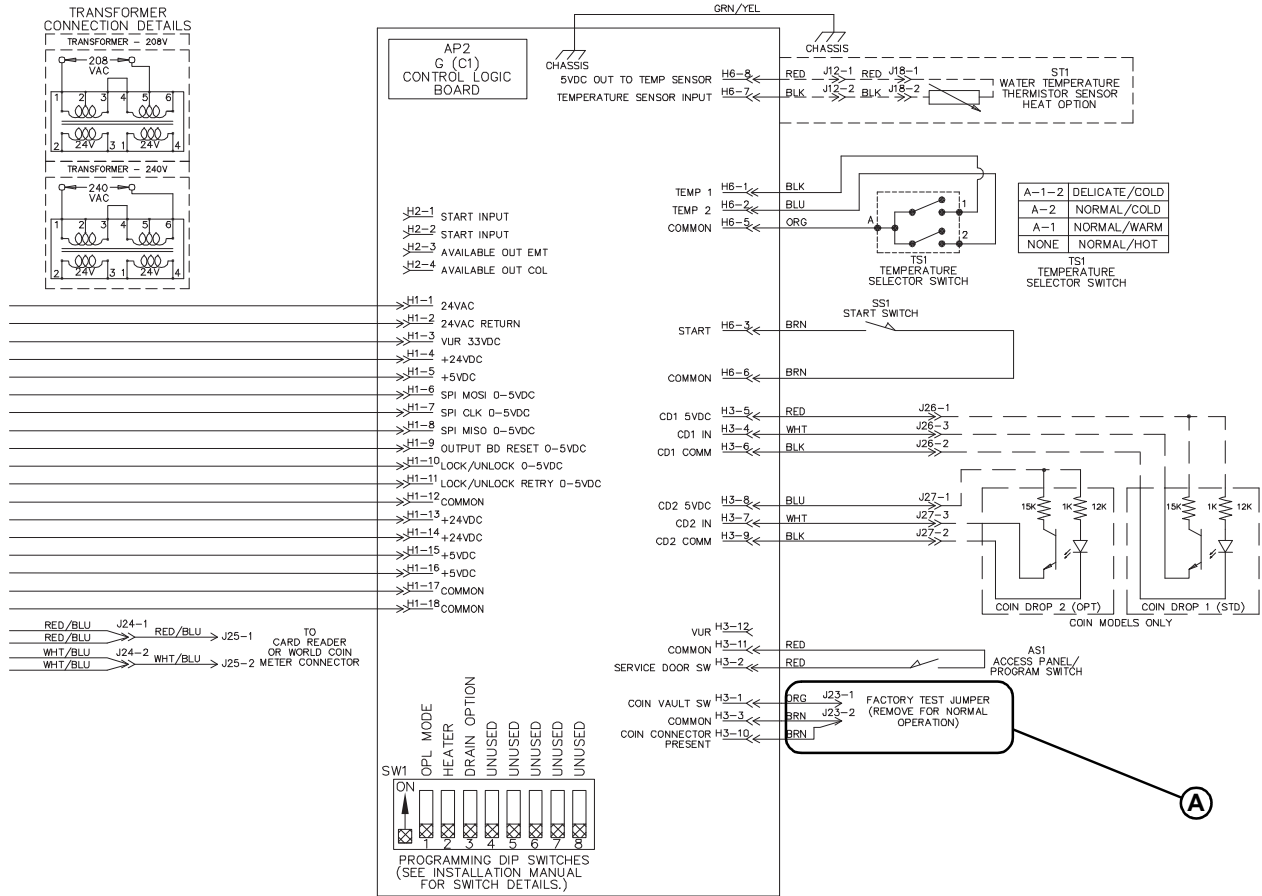 TRANSFORMER
CONNECTION DETAILS
TRANSFORMER - 208V
208
VAC
1 2 3 4 5 6
24V 24V
2 3 1 4
TRANSFORMER - 240V
240
VAC
1 2 3 4 5 6
24V 24V
2 3 1 4
AP2
G (C1)
CONTROL LOGIC
BOARD
GRN/YEL
CHASSIS
CHASSIS
5VDC OUT TO TEMP SENSOR H6-8 RED J12-1 RED J18-1
TEMPERATURE SENSOR INPUT H6-7 BLK J12-2 BLK J18-2
ST1
WATER TEMPERATURE
THERMISTOR SENSOR
HEAT OPTION
TEMP 1 H6-1 BLK
TEMP 2 H6-2 BLU
COMMON H6-5 ORG
A
1
2
TS1
TEMPERATURE
SELECTOR SWITCH
A-1-2 DELICATE/COLD
A-2 NORMAL/COLD
A-1 NORMAL/WARM
NONE NORMAL/HOT
TS1
TEMPERATURE
SELECTOR SWITCH
H2-1 START INPUT
H2-2 START INPUT
H2-3 AVAILABLE OUT EMT
H2-4 AVAILABLE OUT COL
H1-1 24VAC
H1-2 24VAC RETURN
H1-3 VUR 33VDC
H1-4 +24VDC
H1-5 +5VDC
H1-6 SPI MOSI 0-5VDC
H1-7 SPI CLK 0-5VDC
H1-8 SPI MISO 0-5VDC
H1-9 OUTPUT BD RESET 0-5VDC
H1-10 LOCK/UNLOCK 0-5VDC
H1-11 LOCK/UNLOCK RETRY 0-5VDC
H1-12 COMMON
H1-13 +24VDC
H1-14 +24VDC
H1-15 +5VDC
H1-16 +5VDC
H1-17 COMMON
H1-18 COMMON
SS1
START SWITCH
START H6-3 BRN
COMMON H6-6 BRN
CD1 5VDC H3-5 RED J26-1
CD1 IN H3-4 WHT J26-3
CD1 COMM H3-6 BLK J26-2
CD2 5VDC H3-8 BLU J27-1
CD2 IN H3-7 WHT J27-3
CD2 COMM H3-9 BLK J27-2
15K 1K 12K
15K 1K 12K
COIN DROP 2 (OPT)
COIN DROP 1 (STD)
COIN MODELS ONLY
RED/BLU J24-1
RED/BLU
RED/BLU J25-1
WHT/BLU J24-2
WHT/BLU
WHT/BLU J25-2
TO
CARD READER
OR WORLD COIN
METER CONNECTOR
VUR H3-12
COMMON H3-11 RED
SERVICE DOOR SW H3-2 RED
AS1
ACCESS PANEL/
PROGRAM SWITCH
COIN VAULT SW H3-1 ORG J23-1
COMMON H3-3 BRN J23-2
COIN CONNECTOR H3-10 BRN
PRESENT
FACTORY TEST JUMPER
(REMOVE FOR NORMAL
OPERATION)
A
SW1
ON
OPL MODE
HEATER
DRAIN OPTION
UNUSED
UNUSED
UNUSED
UNUSED
UNUSED
1 2 3 4 5 6 7 8
PROGRAMMING DIP SWITCHES
(SEE INSTALLATION MANUAL
FOR SWITCH DETAILS.)